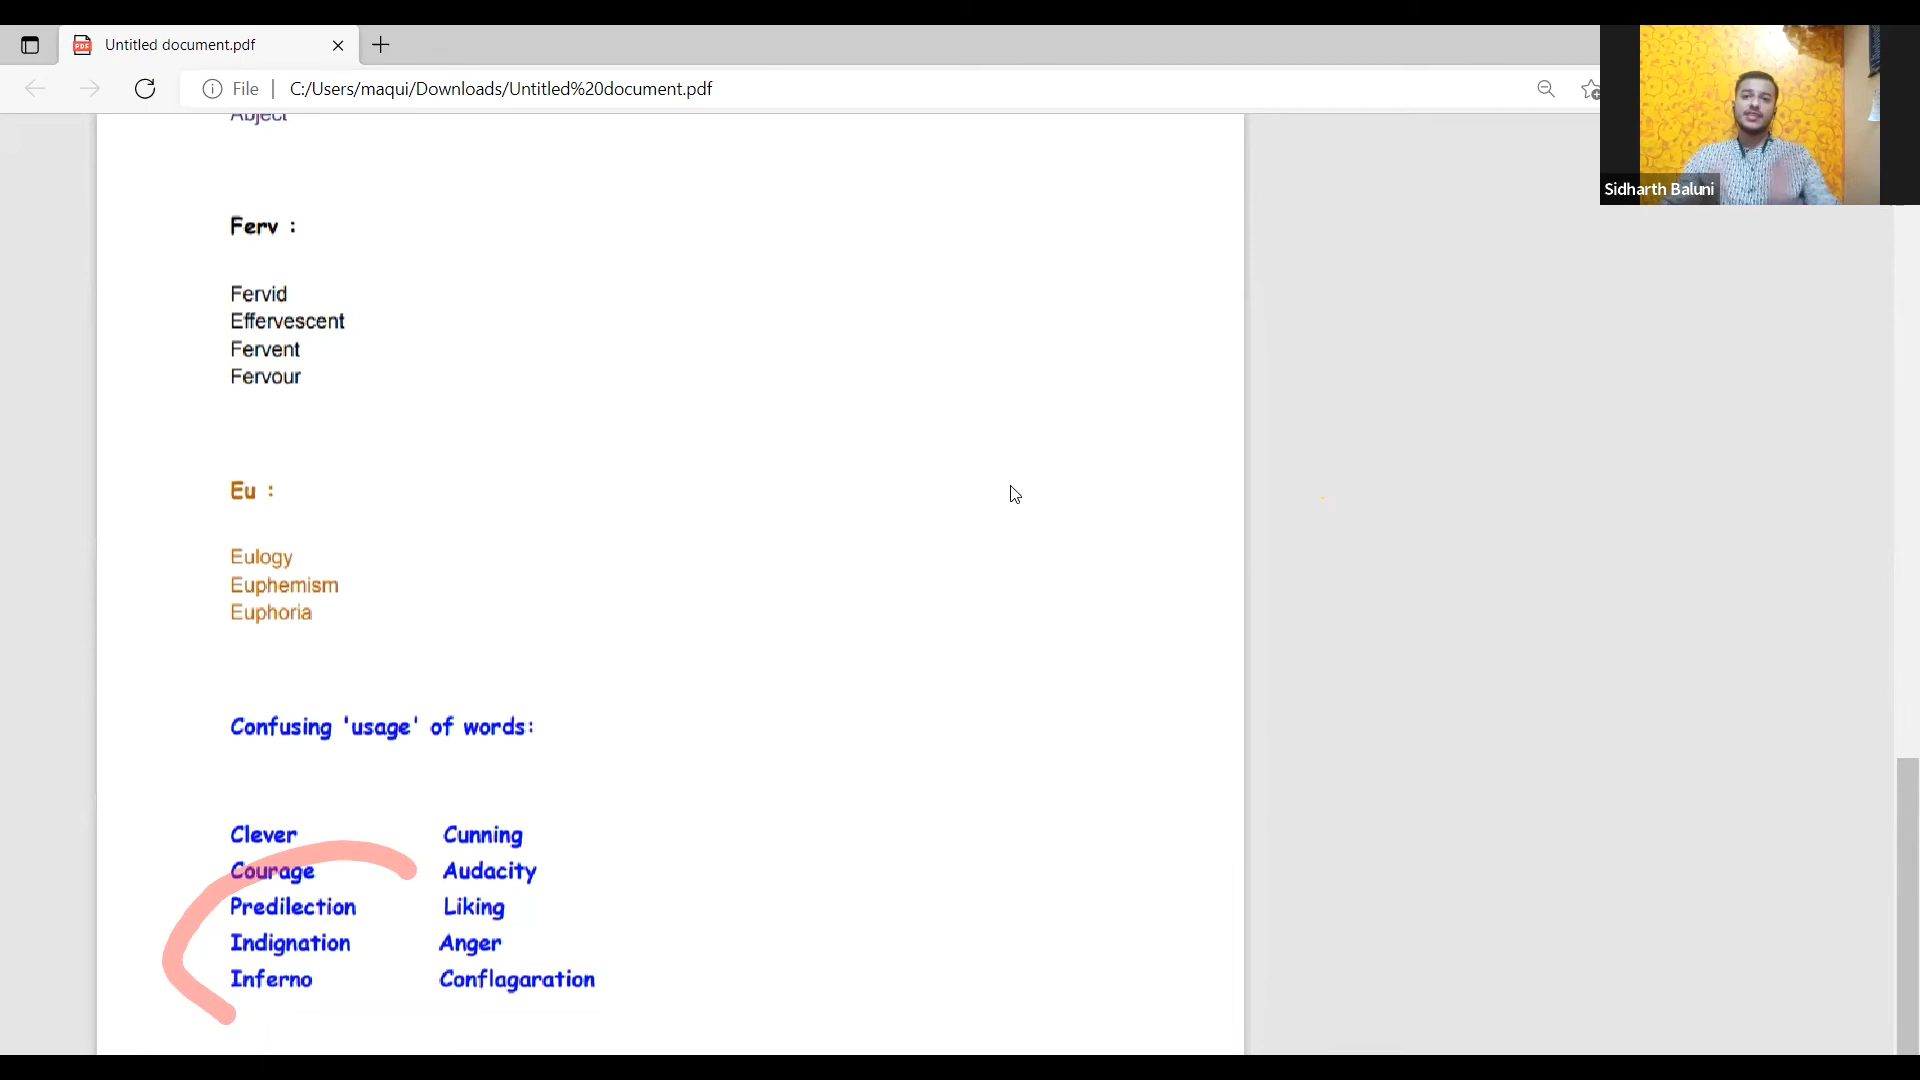 Untitled document.pdf
File
C:/Users/maqui/Downloads/Untitled%20document.pdf
Sidharth Baluni
Abject
Ferv :
Fervid
Effervescent
Fervent
Fervour
Eu :
Eulogy
Euphemism
Euphoria
Confusing 'usage' of words:
Clever Cunning
Courage Audacity
Predilection Liking
Indignation Anger
Inferno Conflagaration